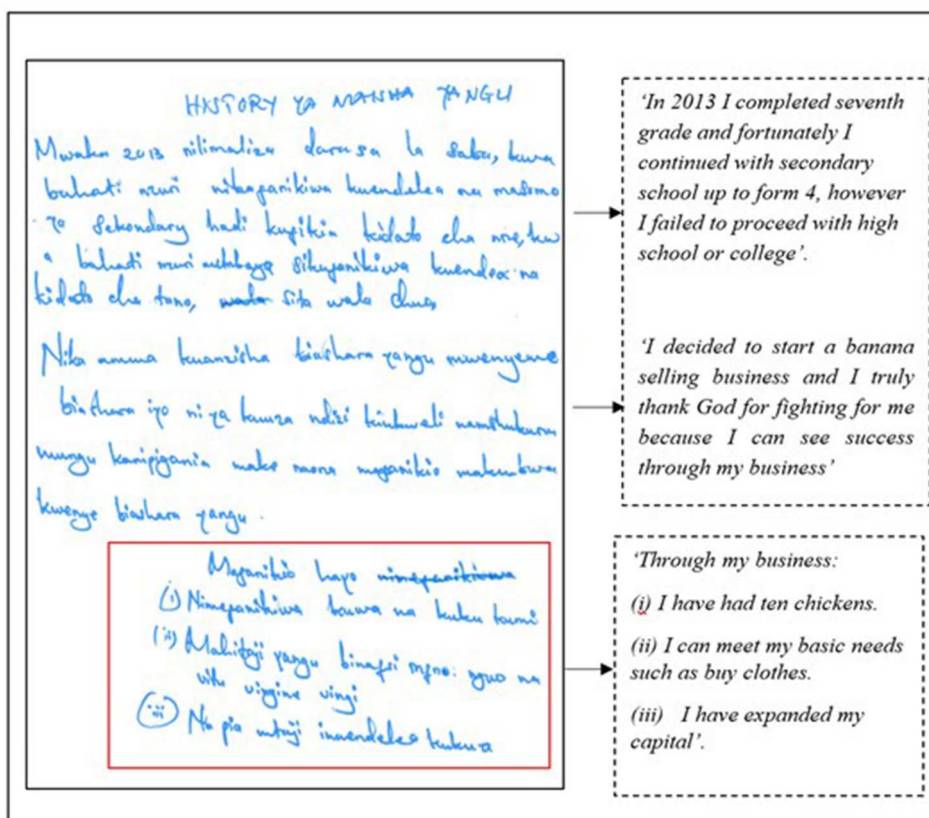 HISTORY YA MAISHA YANGU
Mwaka 2013 nilimaliza darasa la saba, kwa
bahati nzuri nikafanikiwa kuendelea na masomo
ya Sekondary hadi kufikia kidato cha nne, kw
a bahati nzuri sikufanikiwa kuendelea na
kidato cha tano, sita wala chuo,
Nika amua kuanzisha biashara yangu mwenyewe
biashara iyo ni ya kuuza ndizi kiukweli namshukuru
mungu kanipigania make naona mafanikio makubwa
kwenye biashara yangu.
Mafanikio hayo nimefanikiwa
(i) Nimefanikiwa kuwa na kuku kumi
(ii) Mahitaji yangu binafsi mfno: nguo na
vitu vingine vingi
(iii) Na pia mtaji inaendelea kukua
‘In 2013 I completed seventh
grade and fortunately I
continued with secondary
school up to form 4, however
I failed to proceed with high
school or college’.
‘I decided to start a banana
selling business and I truly
thank God for fighting for me
because I can see success
through my business’
‘Through my business:
(i) I have had ten chickens.
(ii) I can meet my basic needs
such as buy clothes.
(iii) I have expanded my
capital’.